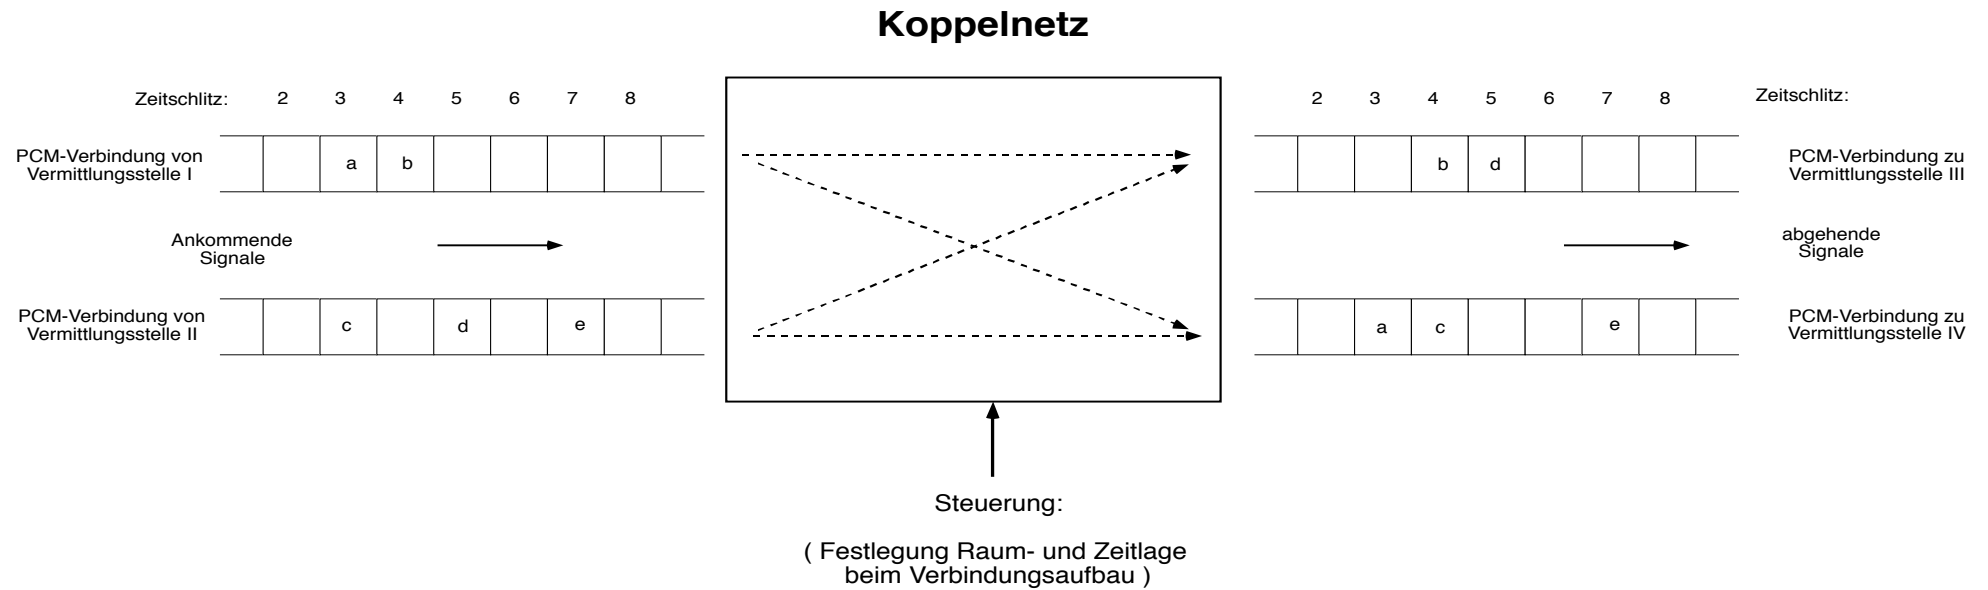 Koppelnetz
Zeitschlitz: 2 3 4 5 6 7 8
2 3 4 5 6 7 8 Zeitschlitz:
PCM-Verbindung von
Vermittlungsstelle I
a b
b d
PCM-Verbindung zu
Vermittlungsstelle III
Ankommende
Signale
abgehende
Signale
PCM-Verbindung von
Vermittlungsstelle II
c d e
a c e
PCM-Verbindung zu
Vermittlungsstelle IV
Steuerung:
( Festlegung Raum- und Zeitlage
beim Verbindungsaufbau )